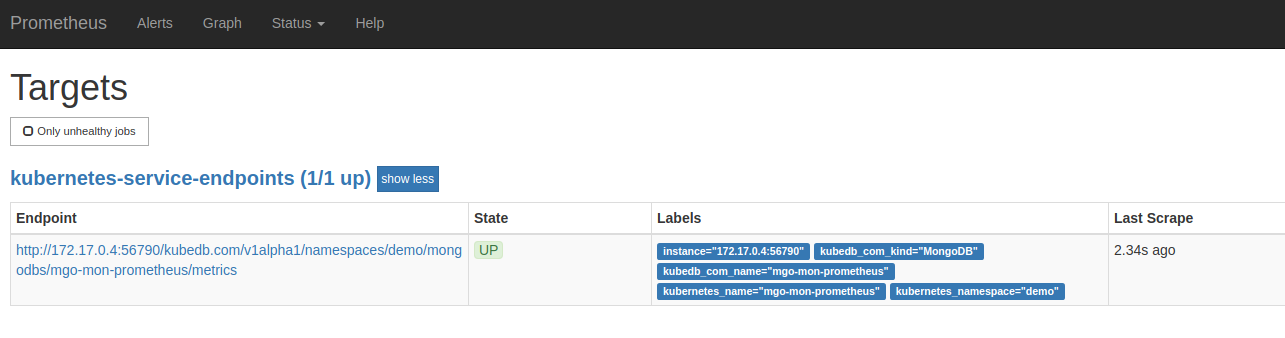 Prometheus Alerts Graph Status Help
Targets
Only unhealthy jobs
kubernetes-service-endpoints (1/1 up) show less
Endpoint State Labels Last Scrape
http://172.17.0.4:56790/kubedb.com/v1alpha1/namespaces/demo/mong UP instance="172.17.0.4:56790" kubedb_com_kind="MongoDB" 2.34s ago
odbs/mgo-mon-prometheus/metrics kubedb_com_name="mgo-mon-prometheus"
kubernetes_name="mgo-mon-prometheus" kubernetes_namespace="demo"